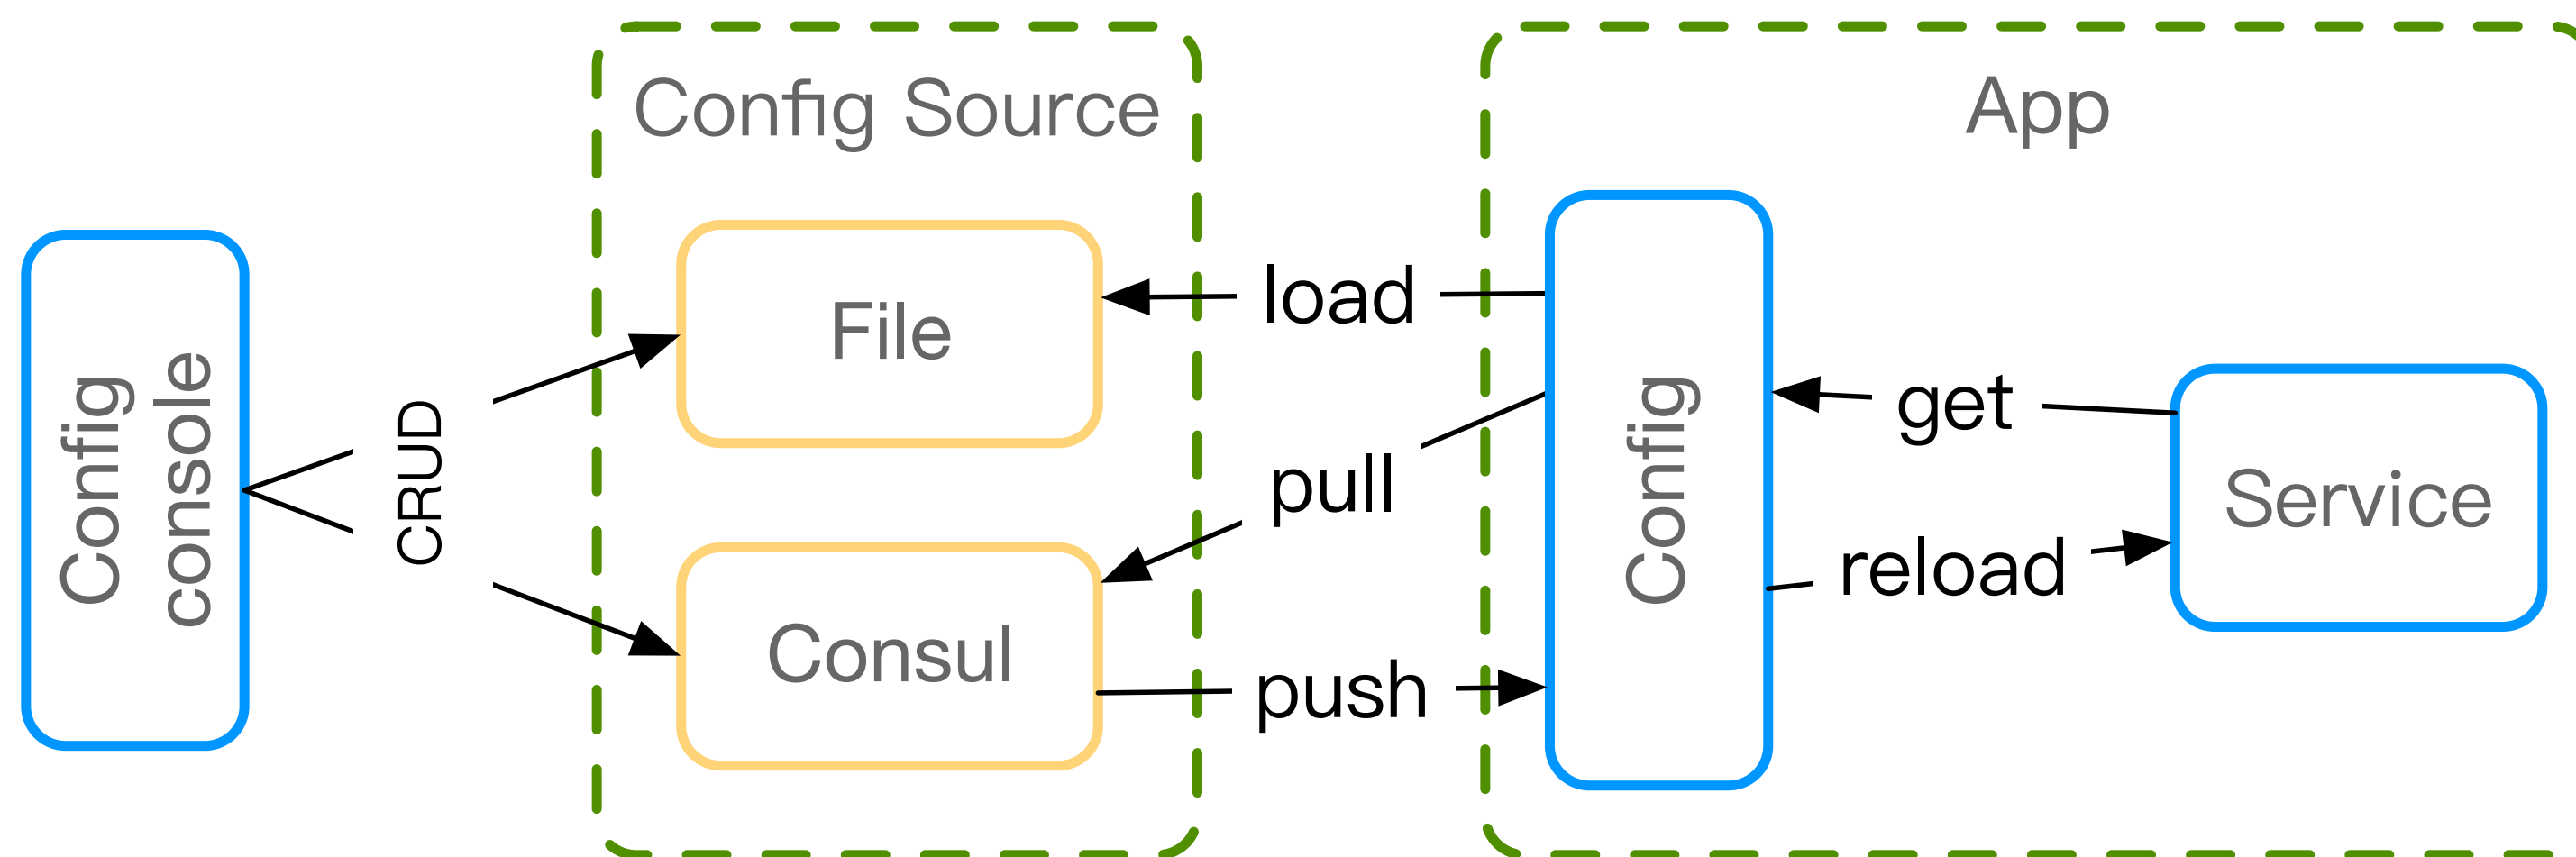 Config Source
App
Config
console
CRUD
File
Consul
load
pull
push
Config
get
reload
Service